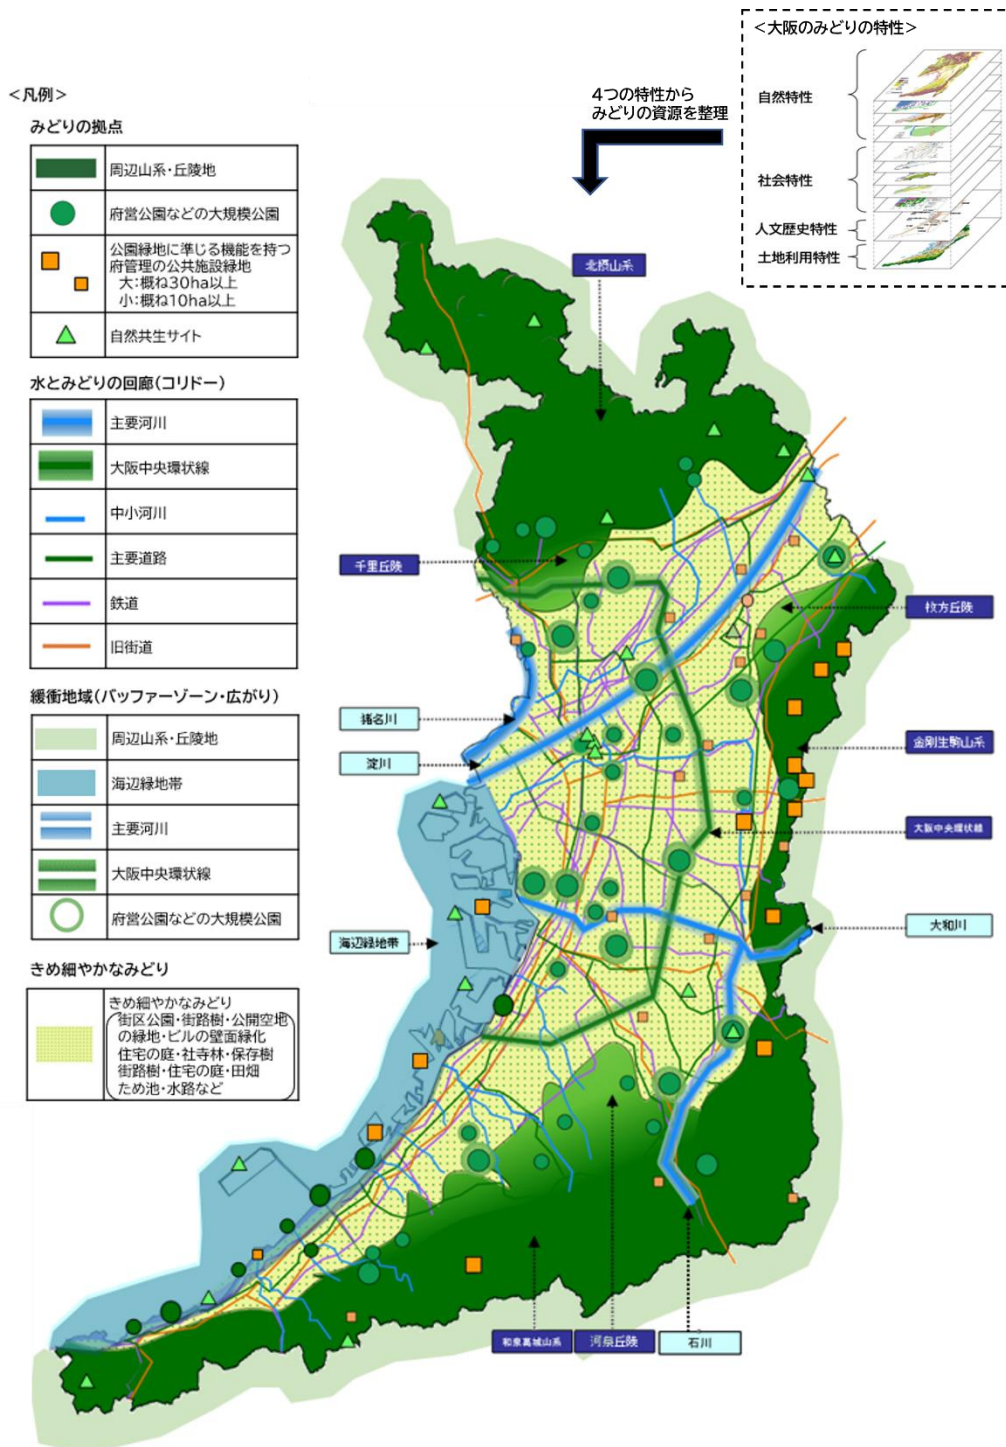 <大阪のみどりの特性>
自然特性
社会特性
人文歴史特性
土地利用特性
4つの特性から
みどりの資源を整理
<凡例>
みどりの拠点
周辺山系・丘陵地
府営公園などの大規模公園
公園緑地に準じる機能を持つ
府管理の公共施設緑地
大:概ね30ha以上
小:概ね10ha以上
自然共生サイト
水とみどりの回廊(コリドー)
主要河川
大阪中央環状線
中小河川
主要道路
鉄道
旧街道
緩衝地域(バッファーゾーン・広がり)
周辺山系・丘陵地
海辺緑地帯
主要河川
大阪中央環状線
府営公園などの大規模公園
きめ細やかなみどり
きめ細やかなみどり
街区公園・街路樹・公開空地
の緑地・ビルの壁面緑化
住宅の庭・社寺林・保存樹
街路樹・住宅の庭・田畑
ため池・水路など
北摂山系
千里丘陵
枚方丘陵
猪名川
淀川
金剛生駒山系
大阪中央環状線
大和川
海辺緑地帯
和泉葛城山系
河泉丘陵
石川